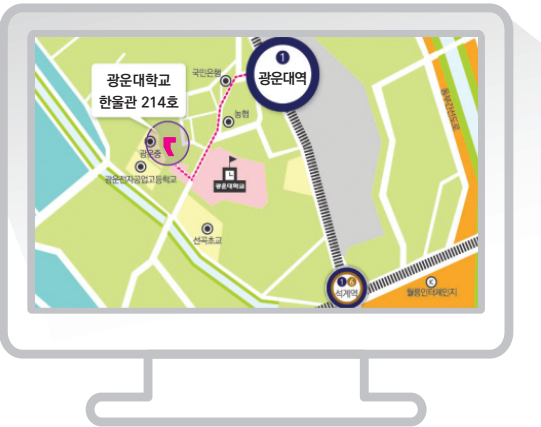 1
광운대역
국민은행
광운대학교
한울관 214호
농협
광운중
광운전자공업고등학교
광운대학교
선곡초교
1 6
석계역
월릉인터체인지